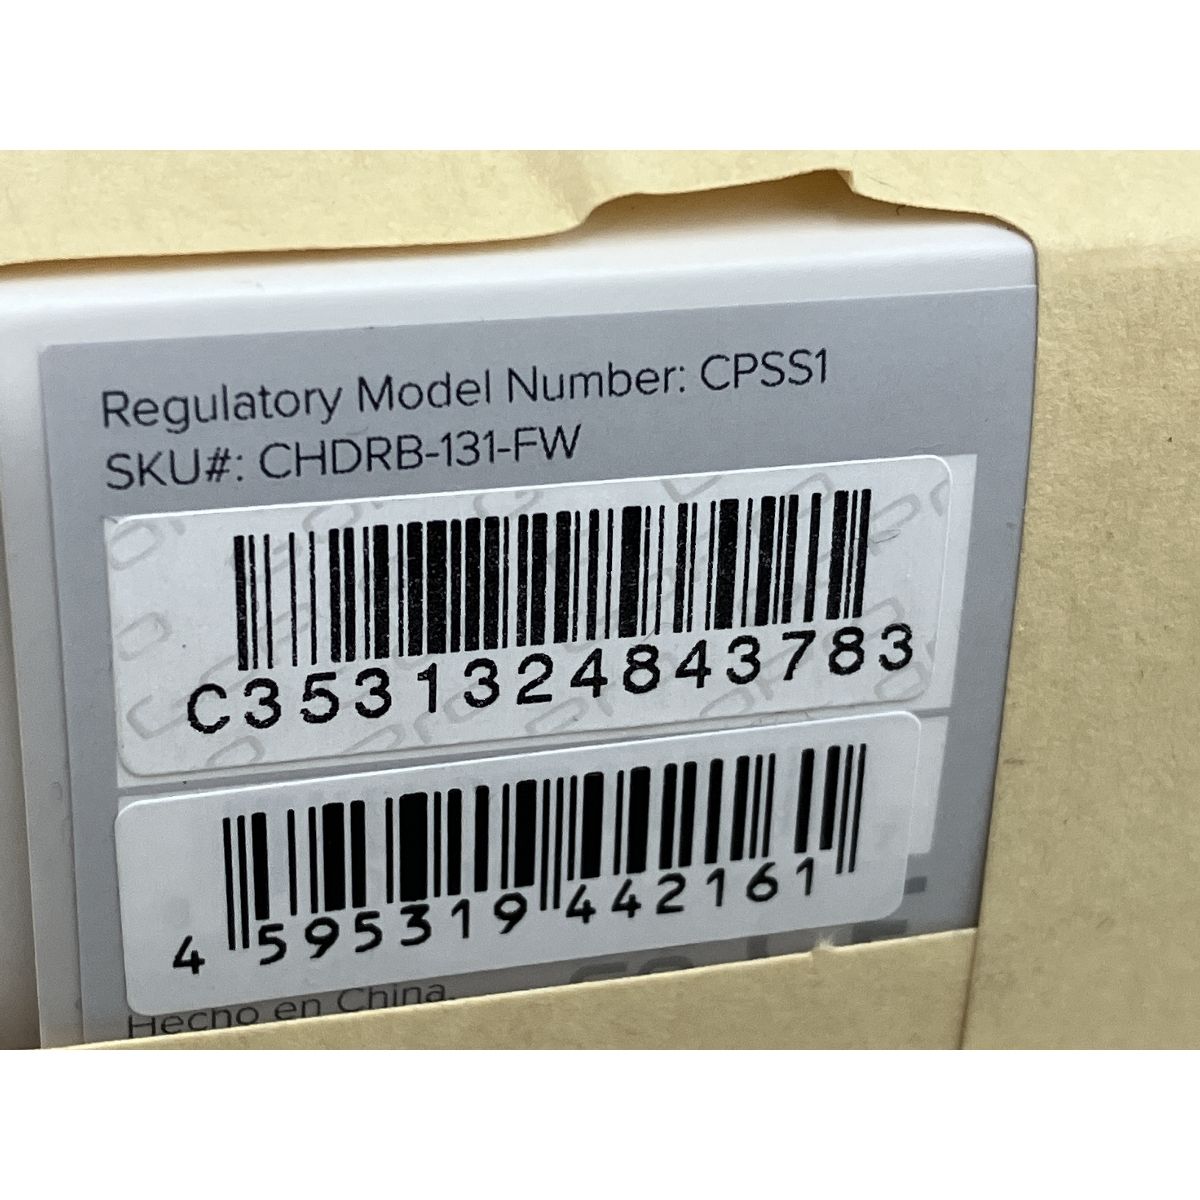 Regulatory Model Number: CPSS1
SKU#: CHDRB-131-FW
C3531324843783
4 595319 442161
Hecho en China.